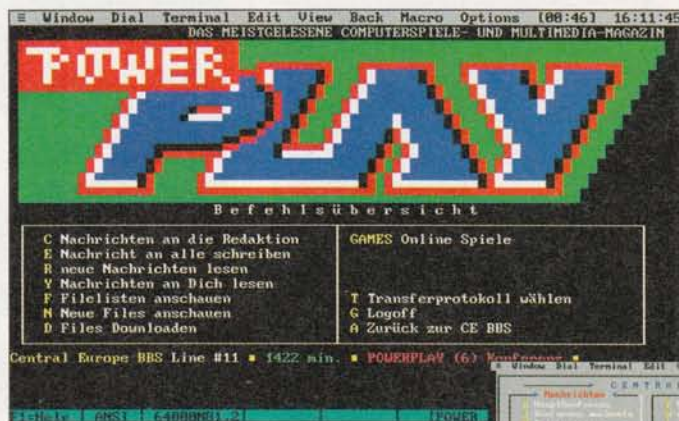 ≡ Window Dial Terminal Edit View Back Macro Options [00:46] 16:11:45
DAS MEISTGELESENE COMPUTERSPIELE- UND MULTIMEDIA-MAGAZIN
POWER
PLAY
Befehlsübersicht
C Nachrichten an die Redaktion
E Nachricht an alle schreiben
R neue Nachrichten lesen
Y Nachrichten an Dich lesen
F Filelisten anschauen
N Neue Files anschauen
D Files Downloaden
GAMES Online Spiele
T Transferprotokoll wählen
G Logoff
A Zurück zur CE BBS
Central Europe BBS Line #11 ▪ 1422 min. ▪ POWERPLAY (6) Konferenz ▪
F1=Help | ANSI | 64000N81.2 | | | [POWER
≡ Window Dial Terminal Edit
CENTRA
Nachrichten